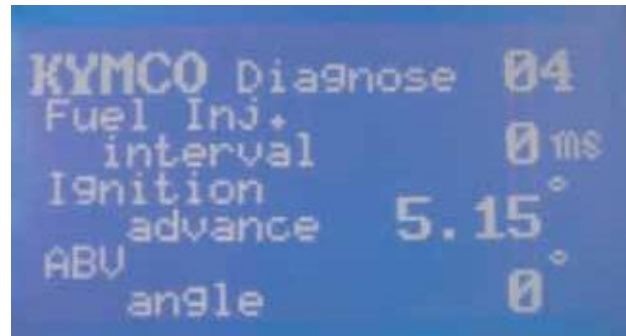 KYMCO Diagnose 04
Fuel Inj.
interval 0 ms
Ignition
advance 5.15°
ABV
angle 0°